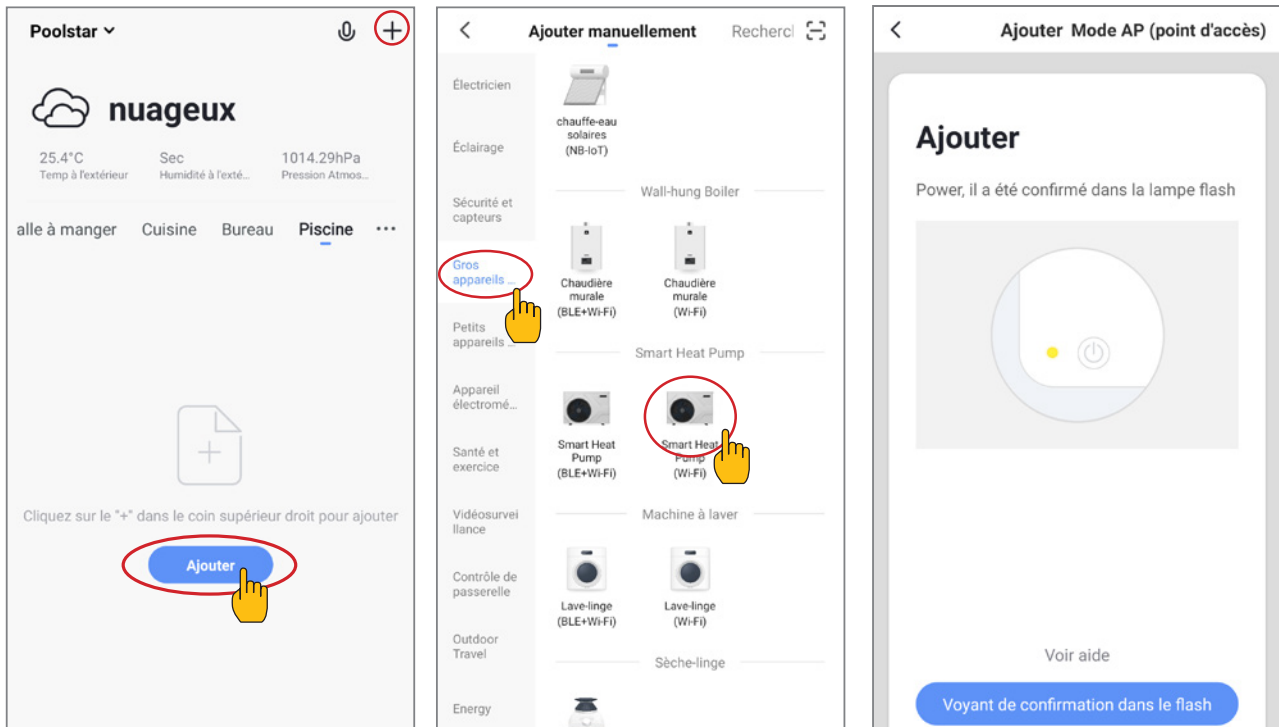 Poolstar
nuageux
25.4°C Sec 1014.29hPa
Temp à l'extérieur Humidité à l'exté... Pression Atmos...
alle à manger Cuisine Bureau Piscine ...
Cliquez sur le "+" dans le coin supérieur droit pour ajouter
Ajouter
Ajouter manuellement Recherc
Électricien
Éclairage
Sécurité et
capteurs
Gros
appareils ...
Petits
appareils ...
Appareil
électromé...
Santé et
exercice
Vidéosurvei
llance
Contrôle de
passerelle
Outdoor
Travel
Energy
chauffe-eau
solaires
(NB-IoT)
Wall-hung Boiler
Chaudière
murale
(BLE+Wi-Fi)
Chaudière
murale
(Wi-Fi)
Smart Heat Pump
Smart Heat
Pump
(BLE+Wi-Fi)
Smart Heat
Pump
(Wi-Fi)
Machine à laver
Lave-linge
(BLE+Wi-Fi)
Lave-linge
(Wi-Fi)
Sèche-linge
Ajouter Mode AP (point d'accès)
Ajouter
Power, il a été confirmé dans la lampe flash
Voir aide
Voyant de confirmation dans le flash